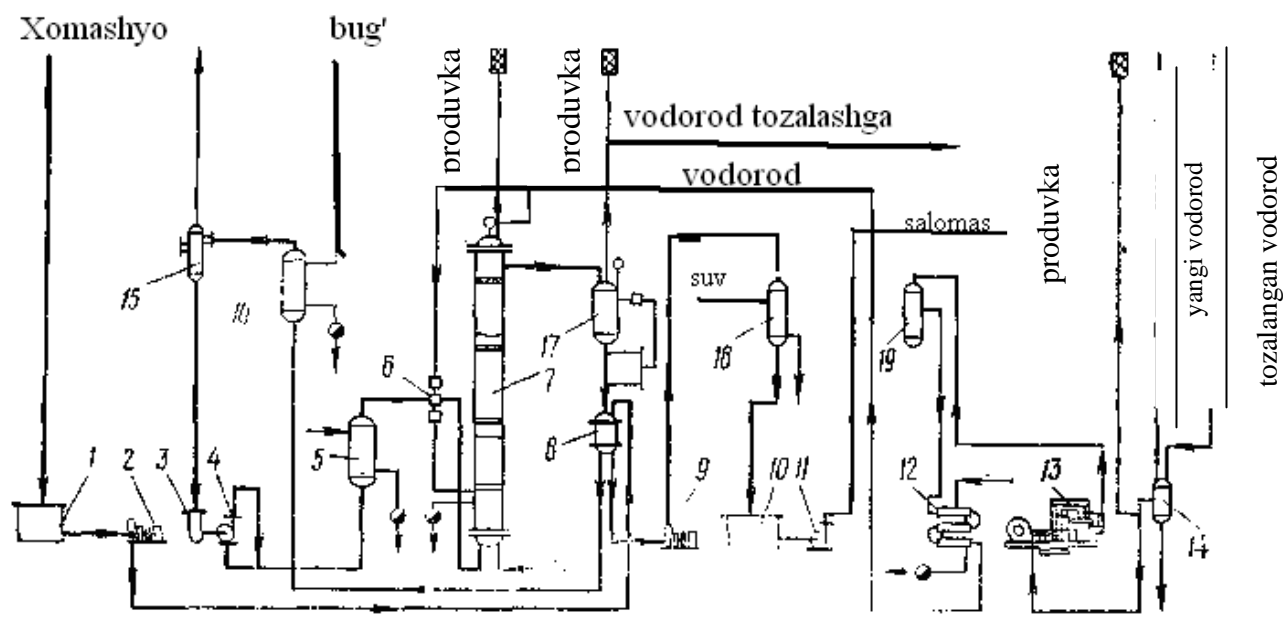 Xomashyo
bug'
produvka
produvka
vodorod tozalashga
vodorod
salomas
produvka
yangi vodorod
tozalangan vodorod
suv
15
16
17
18
19
6
7
5
8
1
2
3
4
9
10
11
12
13
14